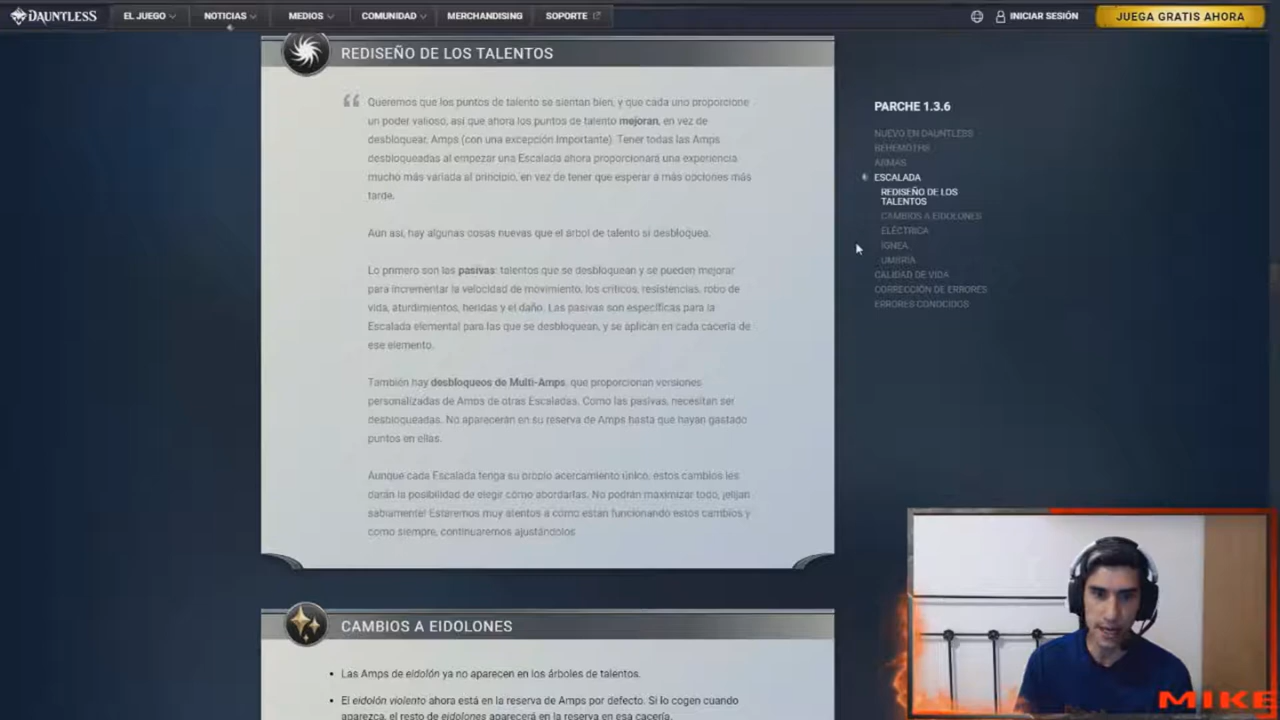 DAUNTLESS EL JUEGO NOTICIAS MEDIOS COMUNIDAD MERCHANDISING SOPORTE INICIAR SESIÓN JUEGA GRATIS AHORA
REDISEÑO DE LOS TALENTOS
Queremos que los puntos de talento se sientan bien, y que cada uno proporcione
un poder valioso, así que ahora los puntos de talento mejoran, en vez de
desbloquear, Amps (con una excepción importante). Tener todas las Amps
desbloqueadas al empezar una Escalada ahora proporcionará una experiencia
mucho más variada al principio, en vez de tener que esperar a más opciones más
tarde.
Aún así, hay algunas cosas nuevas que el árbol de talento sí desbloquea.
Lo primero son las pasivas: talentos que se desbloquean y se pueden mejorar
para incrementar la velocidad de movimiento, los críticos, resistencias, robo de
vida, aturdimientos, heridas y el daño. Las pasivas son específicas para la
Escalada elemental para las que se desbloquean, y se aplican en cada cacería de
ese elemento.
También hay desbloqueos de Multi-Amps, que proporcionan versiones
personalizadas de Amps de otras Escaladas. Como las pasivas, necesitan ser
desbloqueadas. No aparecerán en su reserva de Amps hasta que hayan gastado
puntos en ellas.
Aunque cada Escalada tenga su propio acercamiento único, estos cambios les
darán la posibilidad de elegir cómo abordarlas. No podrán maximizar todo, ¡elijan
sabiamente! Estaremos muy atentos a cómo están funcionando estos cambios y
como siempre, continuaremos ajustándolos
CAMBIOS A EIDOLONES
• Las Amps de eidolón ya no aparecen en los árboles de talentos.
• El eidolón violento ahora está en la reserva de Amps por defecto. Si lo cogen cuando
aparezca, el resto de eidolones aparecerá en la reserva en esa cacería.
PARCHE 1.3.6
NUEVO EN DAUNTLESS
BEHEMOTHS
ARMAS
ESCALADA
REDISEÑO DE LOS
TALENTOS
CAMBIOS A EIDOLONES
ELÉCTRICA
ÍGNEA
UMBRÍA
CALIDAD DE VIDA
CORRECCIÓN DE ERRORES
ERRORES CONOCIDOS